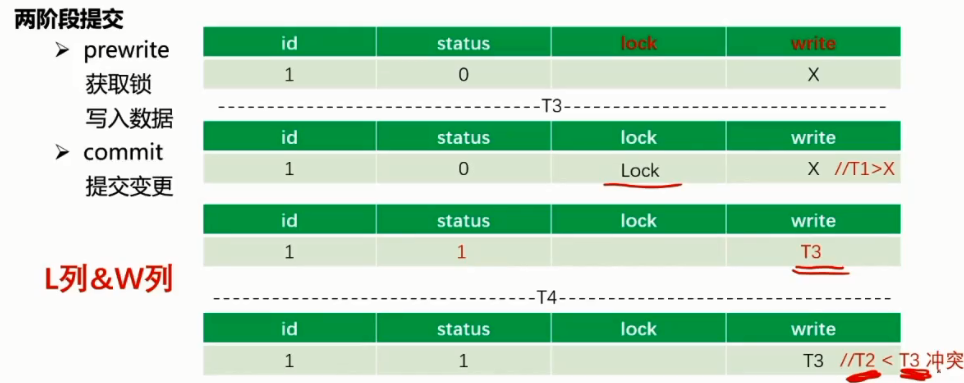 两阶段提交
➢ prewrite
获取锁
写入数据
➢ commit
提交变更
L列&W列
id status lock write
1 0 X
T3
id status lock write
1 0 Lock X //T1>X
id status lock write
1 1 T3
T4
id status lock write
1 1 T3 //T2 < T3 冲突